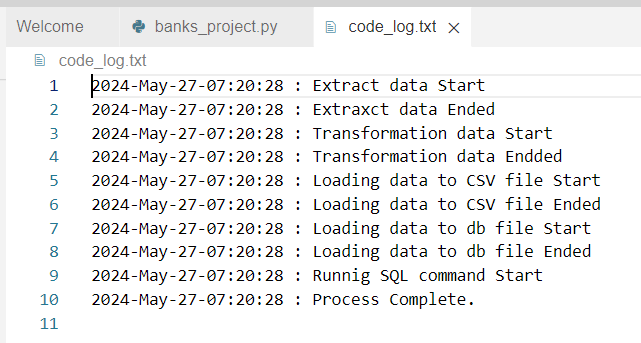 Welcome banks_project.py code_log.txt
code_log.txt
1 2024-May-27-07:20:28 : Extract data Start
2 2024-May-27-07:20:28 : Extraxct data Ended
3 2024-May-27-07:20:28 : Transformation data Start
4 2024-May-27-07:20:28 : Transformation data Endded
5 2024-May-27-07:20:28 : Loading data to CSV file Start
6 2024-May-27-07:20:28 : Loading data to CSV file Ended
7 2024-May-27-07:20:28 : Loading data to db file Start
8 2024-May-27-07:20:28 : Loading data to db file Ended
9 2024-May-27-07:20:28 : Runnig SQL command Start
10 2024-May-27-07:20:28 : Process Complete.
11